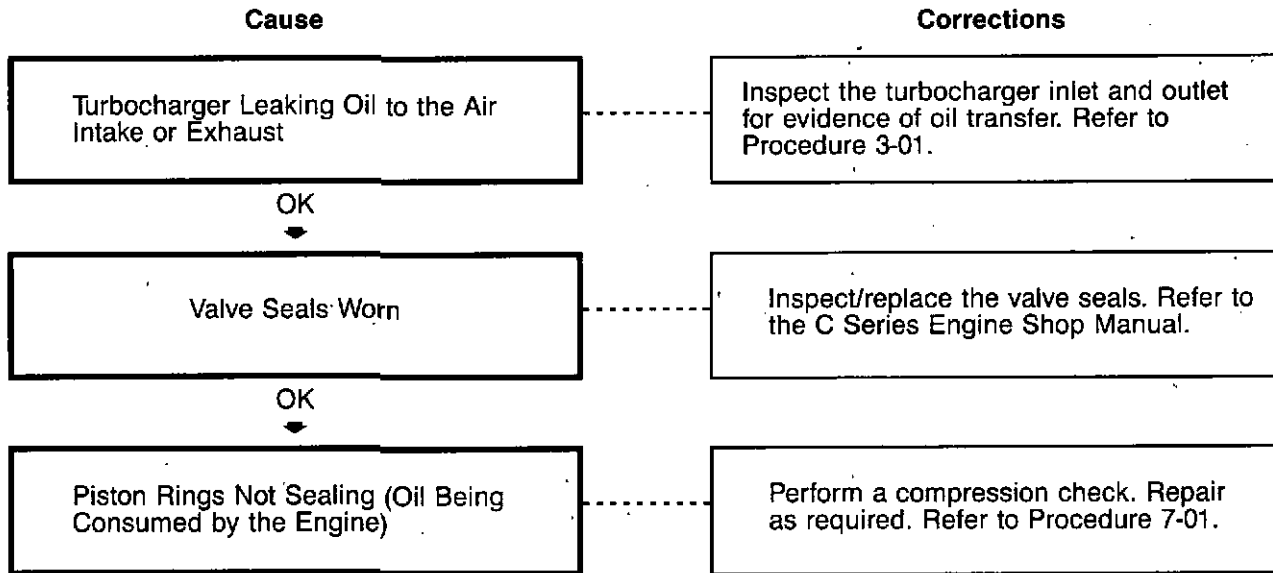 Cause
Corrections
Turbocharger Leaking Oil to the Air
Intake or Exhaust
Inspect the turbocharger inlet and outlet
for evidence of oil transfer. Refer to
Procedure 3-01.
OK
Valve Seals Worn
Inspect/replace the valve seals. Refer to
the C Series Engine Shop Manual.
OK
Piston Rings Not Sealing (Oil Being
Consumed by the Engine)
Perform a compression check. Repair
as required. Refer to Procedure 7-01.